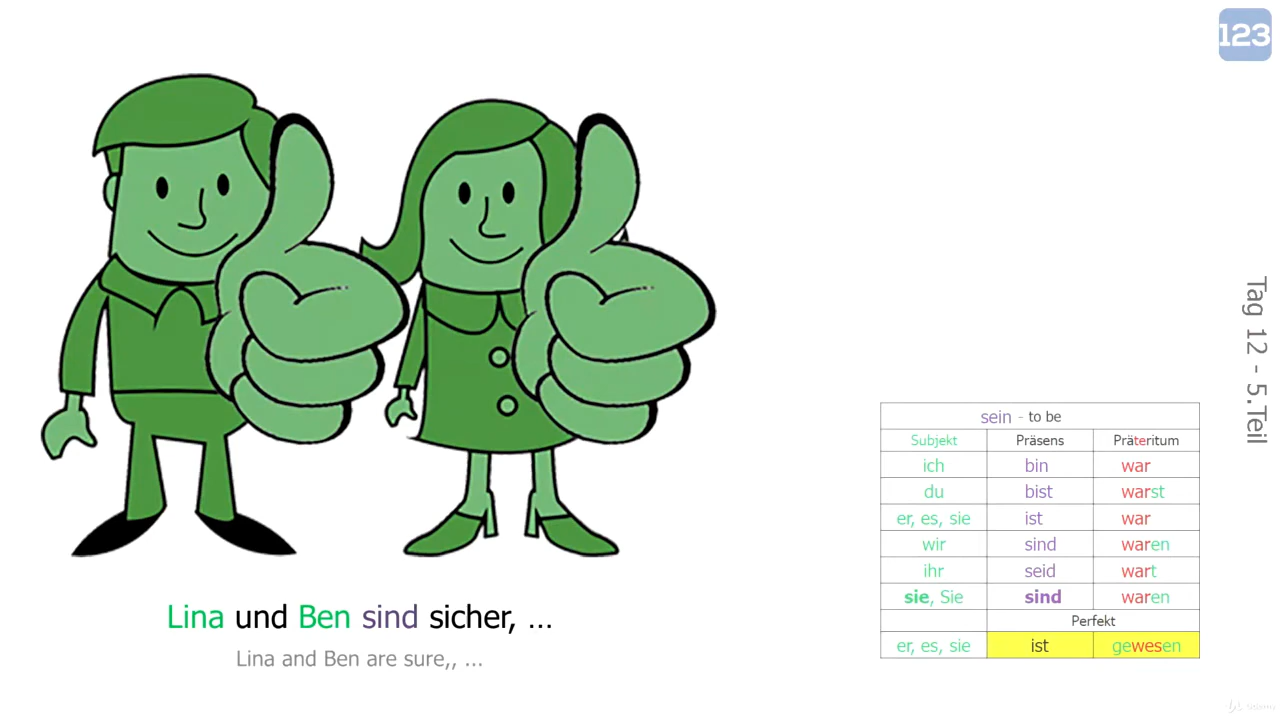 123
Tag 12 - 5.Teil
sein - to be
Subjekt Präsens Präteritum
ich bin war
du bist warst
er, es, sie ist war
wir sind waren
ihr seid wart
sie, Sie sind waren
Perfekt
er, es, sie ist gewesen
Lina und Ben sind sicher, ...
Lina and Ben are sure,, ...